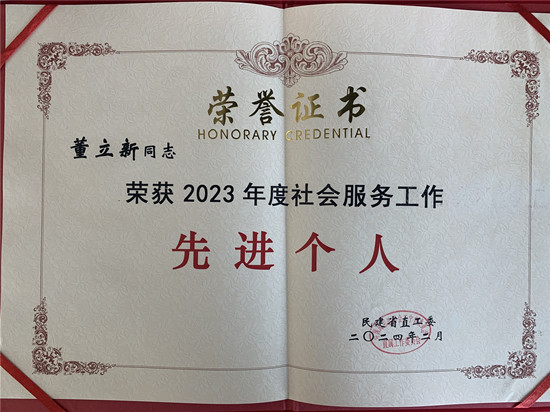 荣誉证书
HONORARY CREDENTIAL
董立新同志
荣获 2023 年度社会服务工作
先进个人
民建省直工委
二〇二四年二月